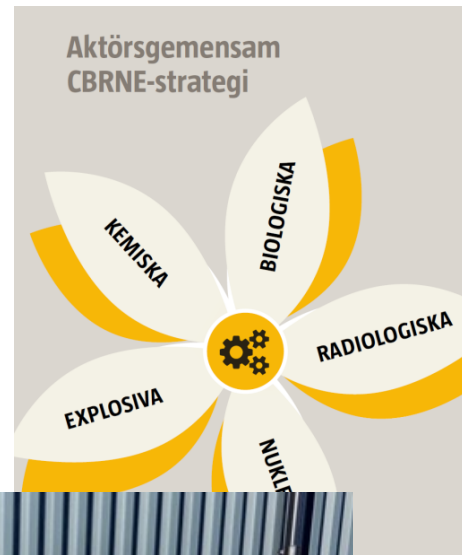 Aktörsgemensam
CBRNE-strategi
BIOLOGISKA
KEMISKA
RADIOLOGISKA
EXPLOSIVA